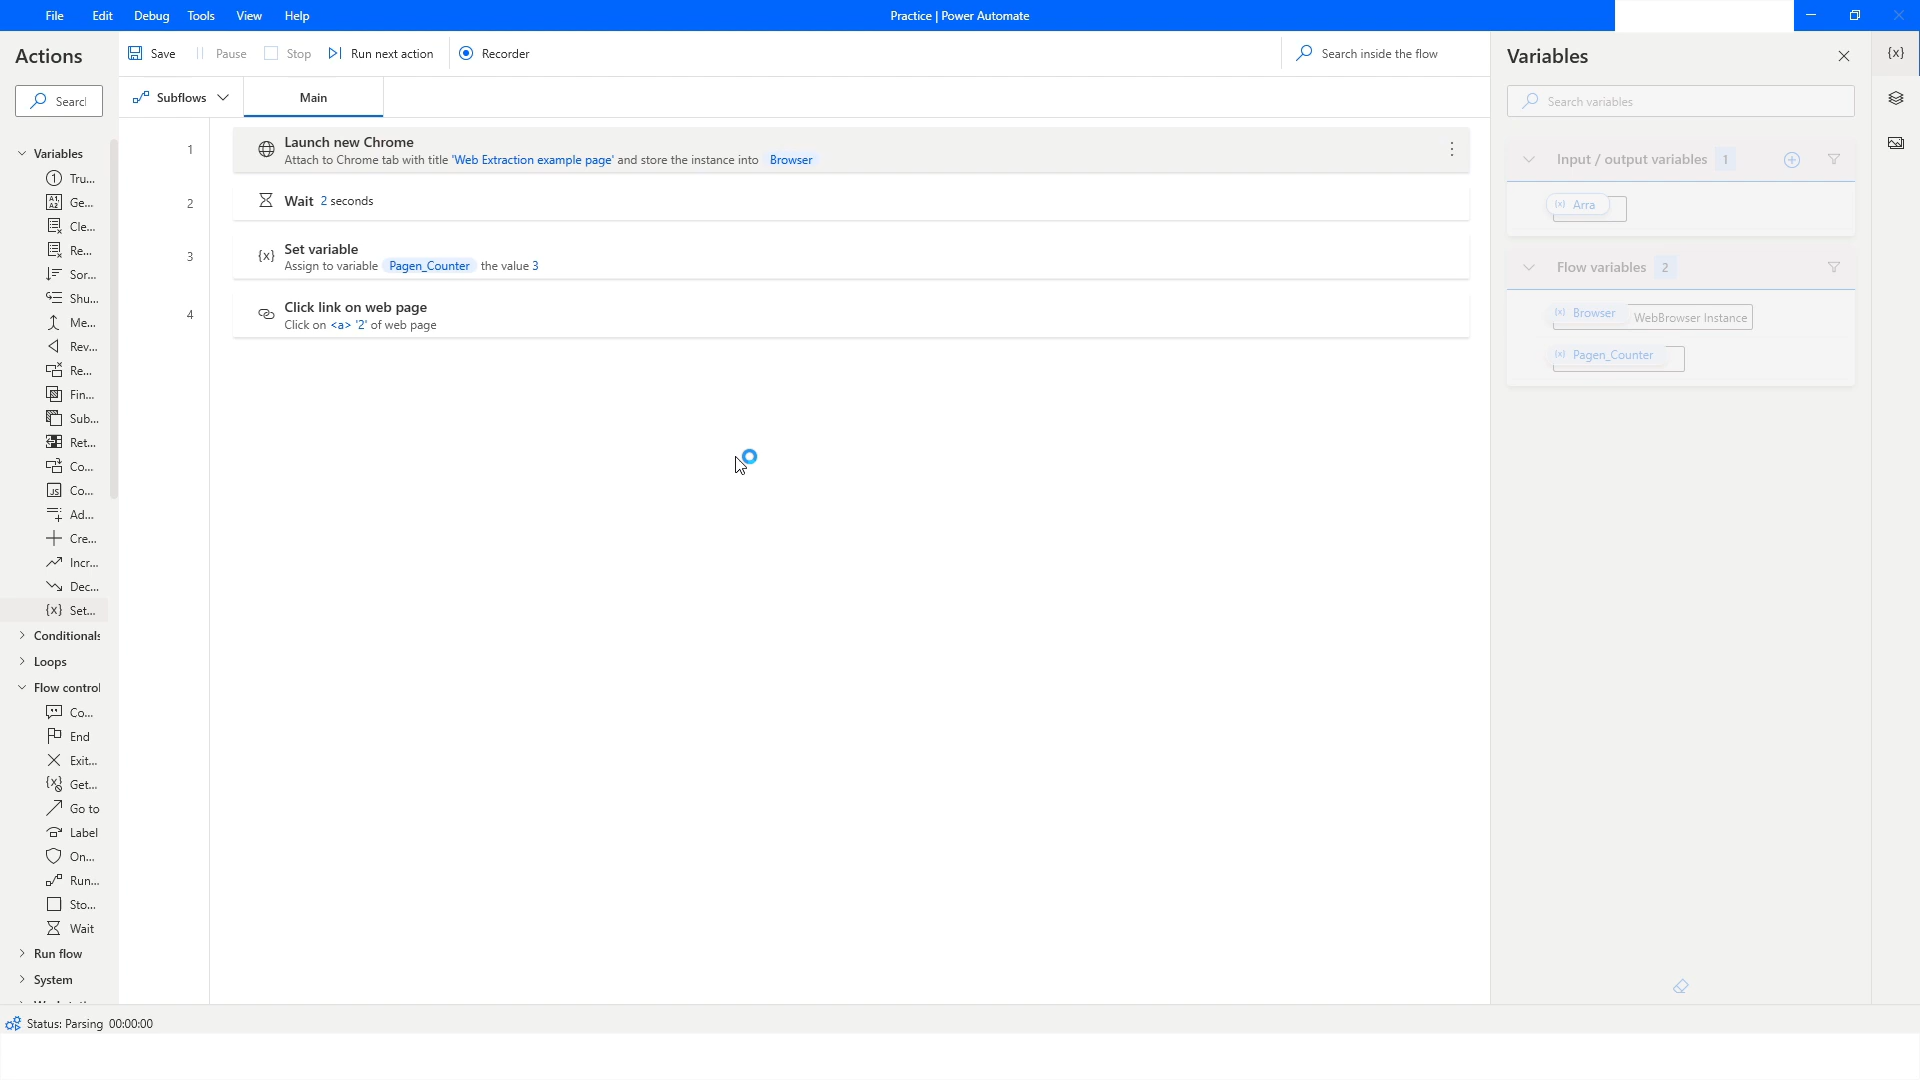 File Edit Debug Tools View Help
Practice | Power Automate
Actions
Save Pause Stop Run next action Recorder
Search inside the flow
Subflows Main
Variables
Tru...
Ge...
Cle...
Re...
Sor...
Shu...
Me...
Rev...
Re...
Fin...
Sub...
Ret...
Co...
Co...
Ad...
Cre...
Incr...
Dec...
{x} Set...
Conditionals
Loops
Flow control
Co...
End
Exit...
Get...
Go to
Label
On...
Run...
Sto...
Wait
Run flow
System
1 Launch new Chrome
Attach to Chrome tab with title 'Web Extraction example page' and store the instance into Browser
2 Wait 2 seconds
3 {x} Set variable
Assign to variable Pagen_Counter the value 3
4 Click link on web page
Click on <a> '2' of web page
Variables
Search variables
Input / output variables 1
(x) Arra
Flow variables 2
(x) Browser WebBrowser Instance
(x) Pagen_Counter
{x}
Status: Parsing 00:00:00